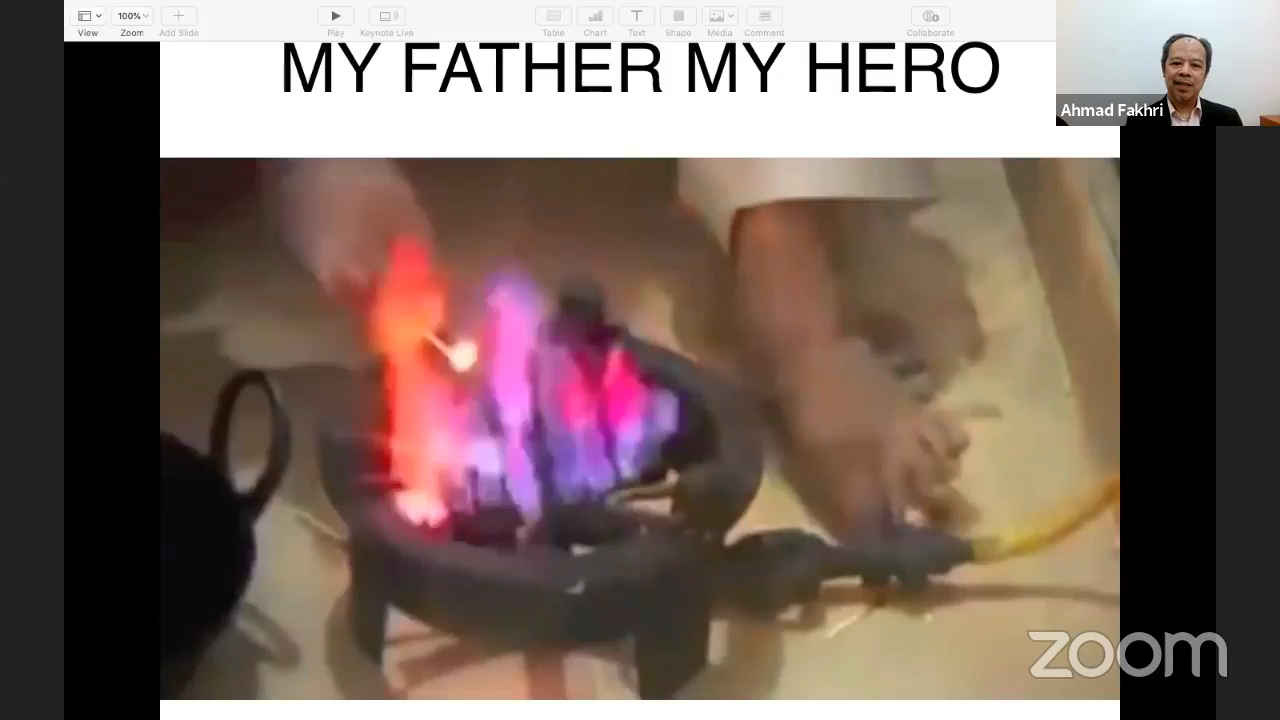 View
Zoom
Add Slide
100%
Play
Keynote Live
Table
Chart
Text
Shape
Media
Comment
Collaborate
MY FATHER MY HERO
Ahmad Fakhri
zoom